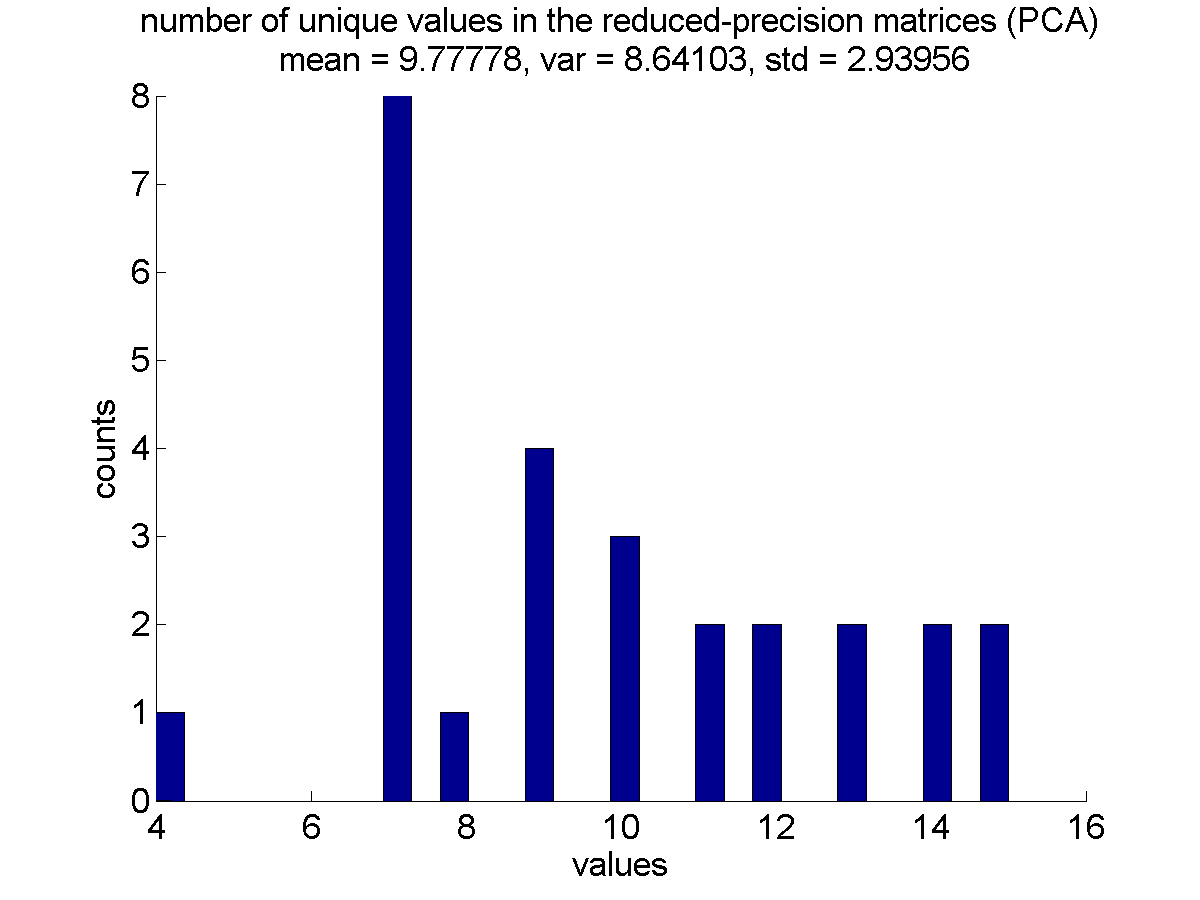 number of unique values in the reduced-precision matrices (PCA)
mean = 9.77778, var = 8.64103, std = 2.93956
8
7
6
5
4
3
2
1
0
counts
4 6 8 10 12 14 16
values